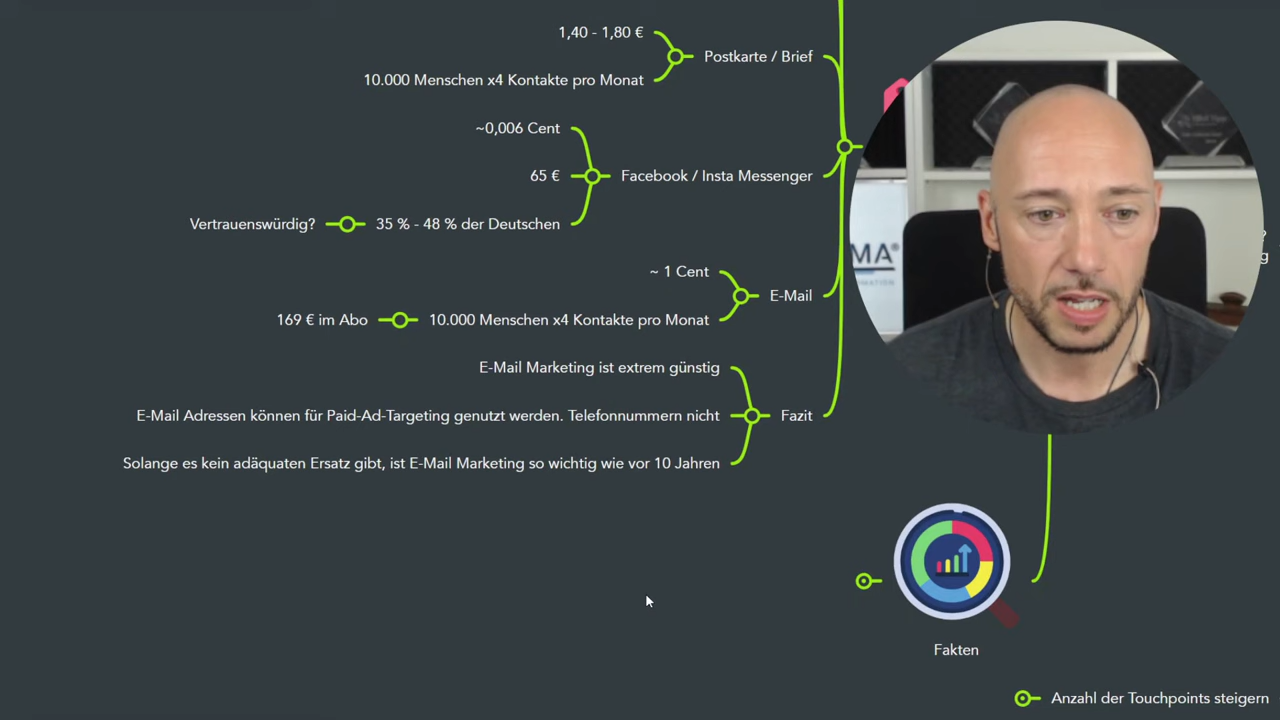 1,40 - 1,80 €
Postkarte / Brief
10.000 Menschen x4 Kontakte pro Monat
~0,006 Cent
65 €
Facebook / Insta Messenger
Vertrauenswürdig?
35 % - 48 % der Deutschen
~ 1 Cent
E-Mail
169 € im Abo
10.000 Menschen x4 Kontakte pro Monat
E-Mail Marketing ist extrem günstig
E-Mail Adressen können für Paid-Ad-Targeting genutzt werden. Telefonnummern nicht
Fazit
Solange es kein adäquaten Ersatz gibt, ist E-Mail Marketing so wichtig wie vor 10 Jahren
MA®
Fakten
Anzahl der Touchpoints steigern